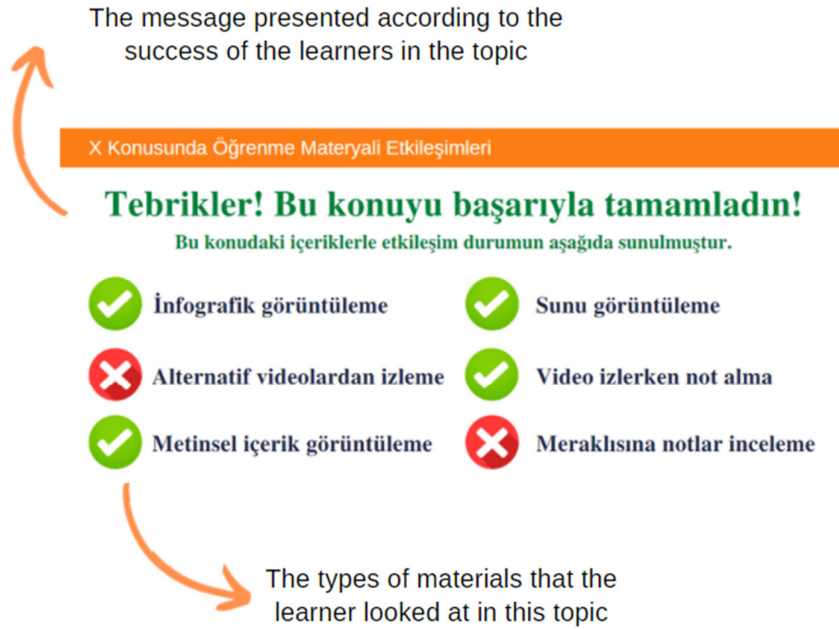 The message presented according to the
success of the learners in the topic
X Konusunda Öğrenme Materyali Etkileşimleri
Tebrikler! Bu konuyu başarıyla tamamladın!
Bu konudaki içeriklerle etkileşim durumun aşağıda sunulmuştur.
İnfografik görüntüleme
Sunu görüntüleme
Alternatif videolardan izleme
Video izlerken not alma
Metinsel içerik görüntüleme
Meraklısına notlar inceleme
The types of materials that the
learner looked at in this topic